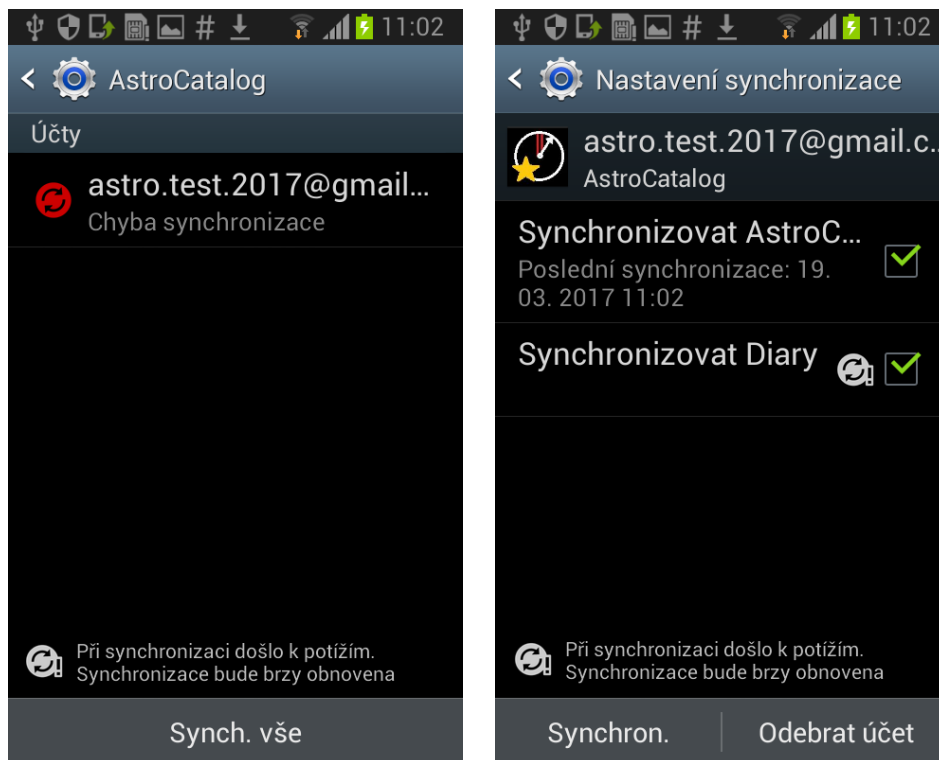 11:02
AstroCatalog
Účty
astro.test.2017@gmail...
Chyba synchronizace
Při synchronizaci došlo k potížím.
Synchronizace bude brzy obnovena
Synch. vše
11:02
Nastavení synchronizace
astro.test.2017@gmail.c..
AstroCatalog
Synchronizovat AstroC...
Poslední synchronizace: 19.
03. 2017 11:02
Synchronizovat Diary
Při synchronizaci došlo k potížím.
Synchronizace bude brzy obnovena
Synchron.
Odebrat účet